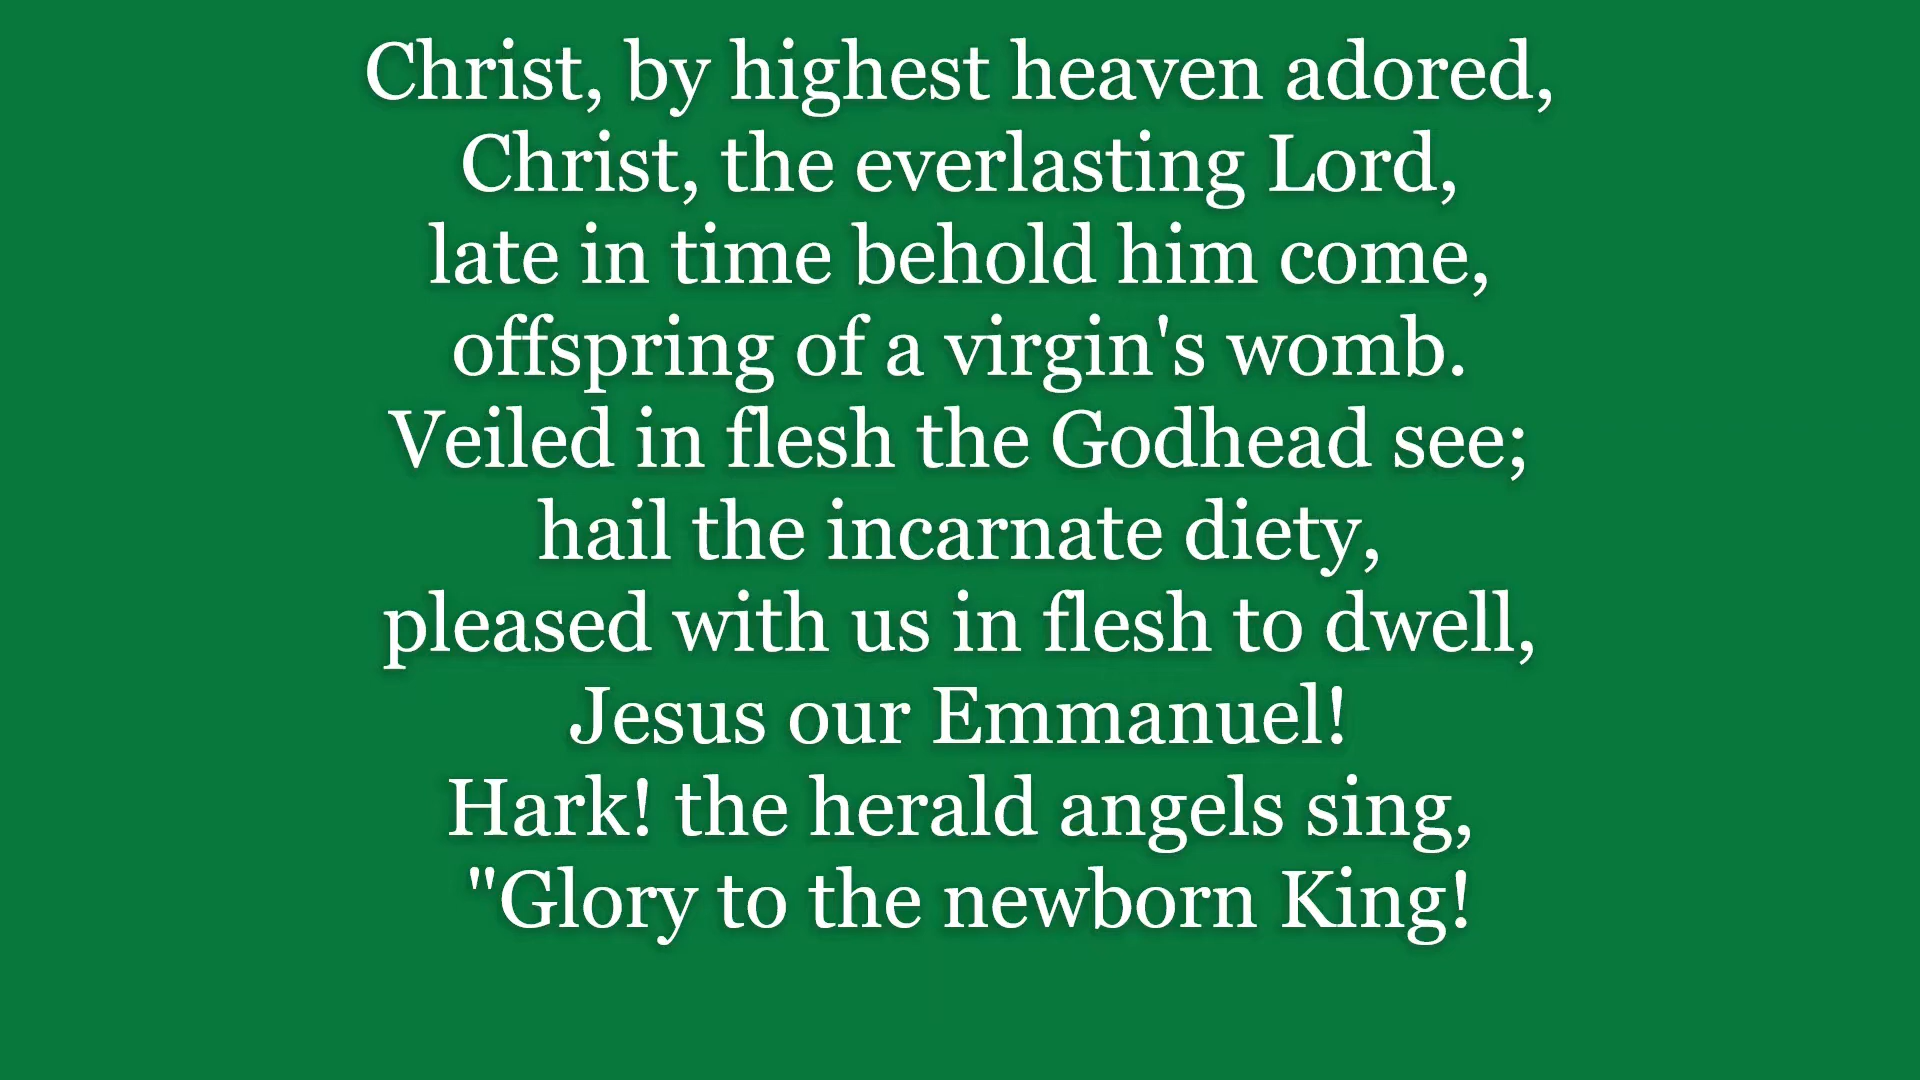 Christ, by highest heaven adored,
Christ, the everlasting Lord,
late in time behold him come,
offspring of a virgin's womb.
Veiled in flesh the Godhead see;
hail the incarnate diety,
pleased with us in flesh to dwell,
Jesus our Emmanuel!
Hark! the herald angels sing,
"Glory to the newborn King!